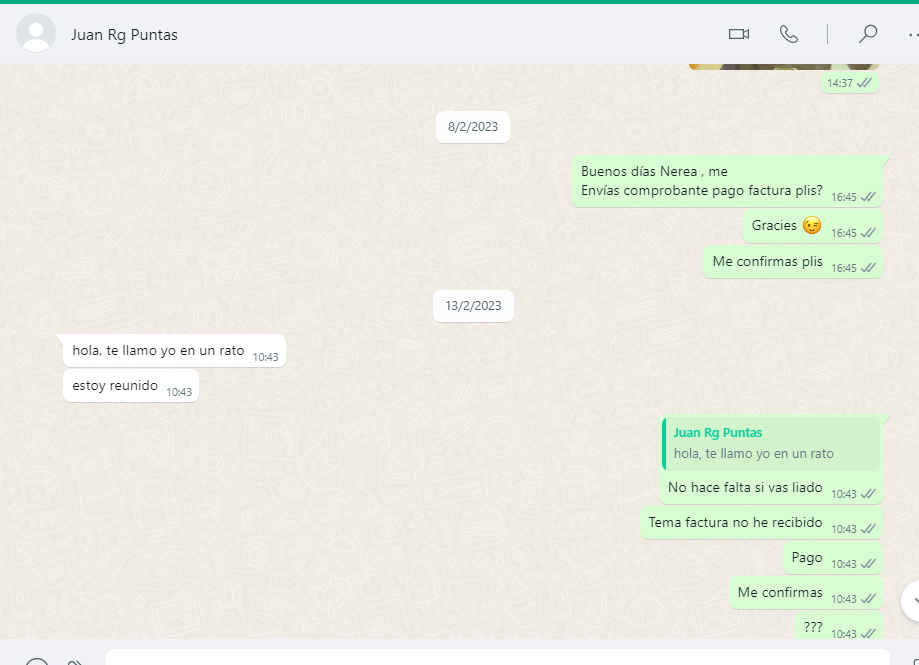 Juan Rg Puntas
14:37
8/2/2023
Buenos días Nerea , me
Envías comprobante pago factura plis? 16:45
Gracies 😉 16:45
Me confirmas plis 16:45
13/2/2023
hola, te llamo yo en un rato 10:43
estoy reunido 10:43
Juan Rg Puntas
hola, te llamo yo en un rato
No hace falta si vas liado 10:43
Tema factura no he recibido 10:43
Pago 10:43
Me confirmas 10:43
??? 10:43